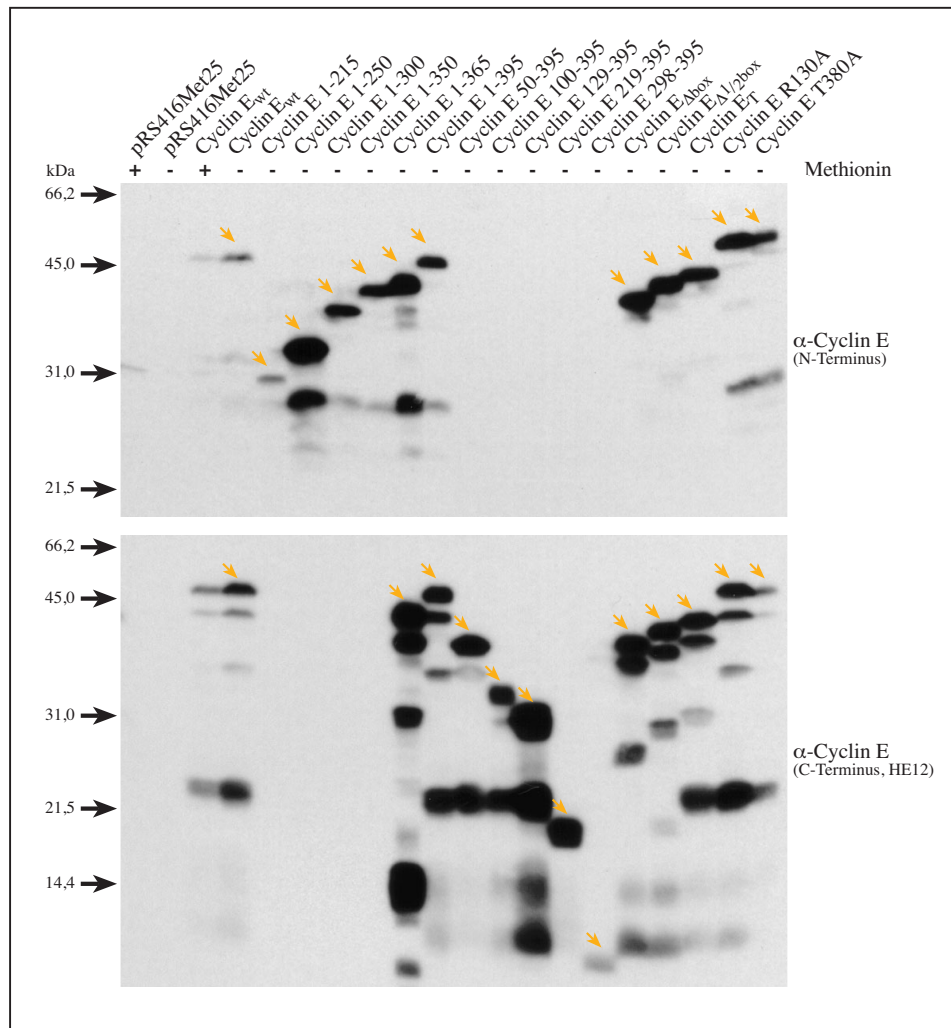 pRS416Met25
pRS416Met25
Cyclin Ewt
Cyclin Ewt
Cyclin E 1-215
Cyclin E 1-250
Cyclin E 1-300
Cyclin E 1-350
Cyclin E 1-365
Cyclin E 1-395
Cyclin E 50-395
Cyclin E 100-395
Cyclin E 129-395
Cyclin E 219-395
Cyclin E 298-395
Cyclin EΔbox
Cyclin EΔ1/2box
Cyclin ET
Cyclin E R130A
Cyclin E T380A
kDa + - + - - - - - - - - - - - - - - - - - Methionin
66,2
45,0
31,0
21,5
α-Cyclin E
(N-Terminus)
66,2
45,0
31,0
21,5
14,4
α-Cyclin E
(C-Terminus, HE12)